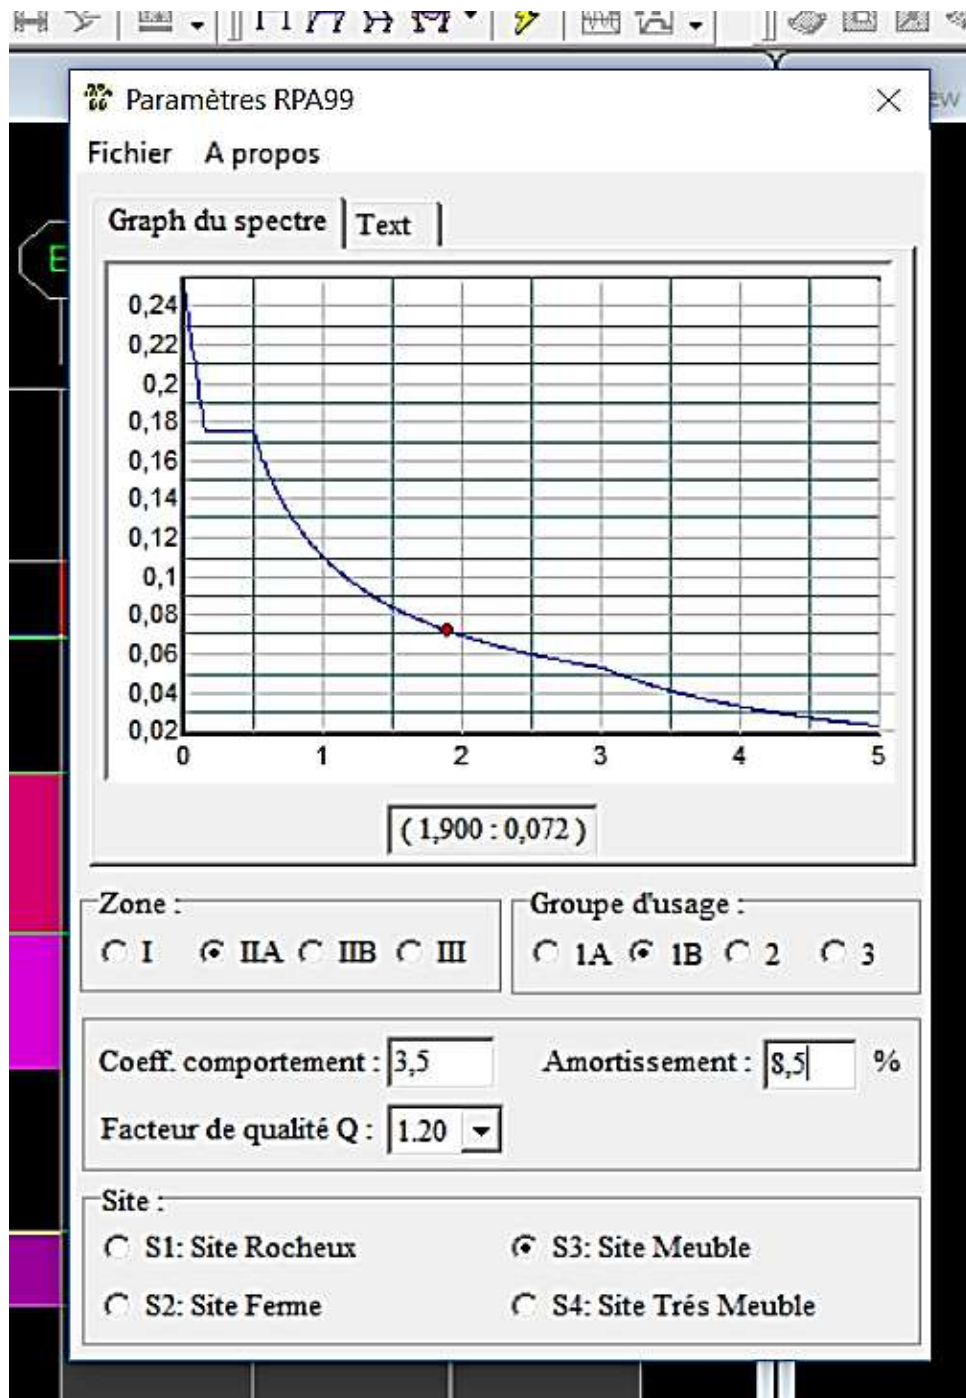 Paramètres RPA99
ew
Fichier A propos
Graph du spectre Text
E
0,24
0,22
0,2
0,18
0,16
0,14
0,12
0,1
0,08
0,06
0,04
0,02
0 1 2 3 4 5
( 1,900 : 0,072 )
Zone : Groupe d'usage :
I IIA IIB III 1A 1B 2 3
Coeff. comportement : 3,5 Amortissement : 8,5 %
Facteur de qualité Q : 1.20
Site :
S1: Site Rocheux S3: Site Meuble
S2: Site Ferme S4: Site Trés Meuble